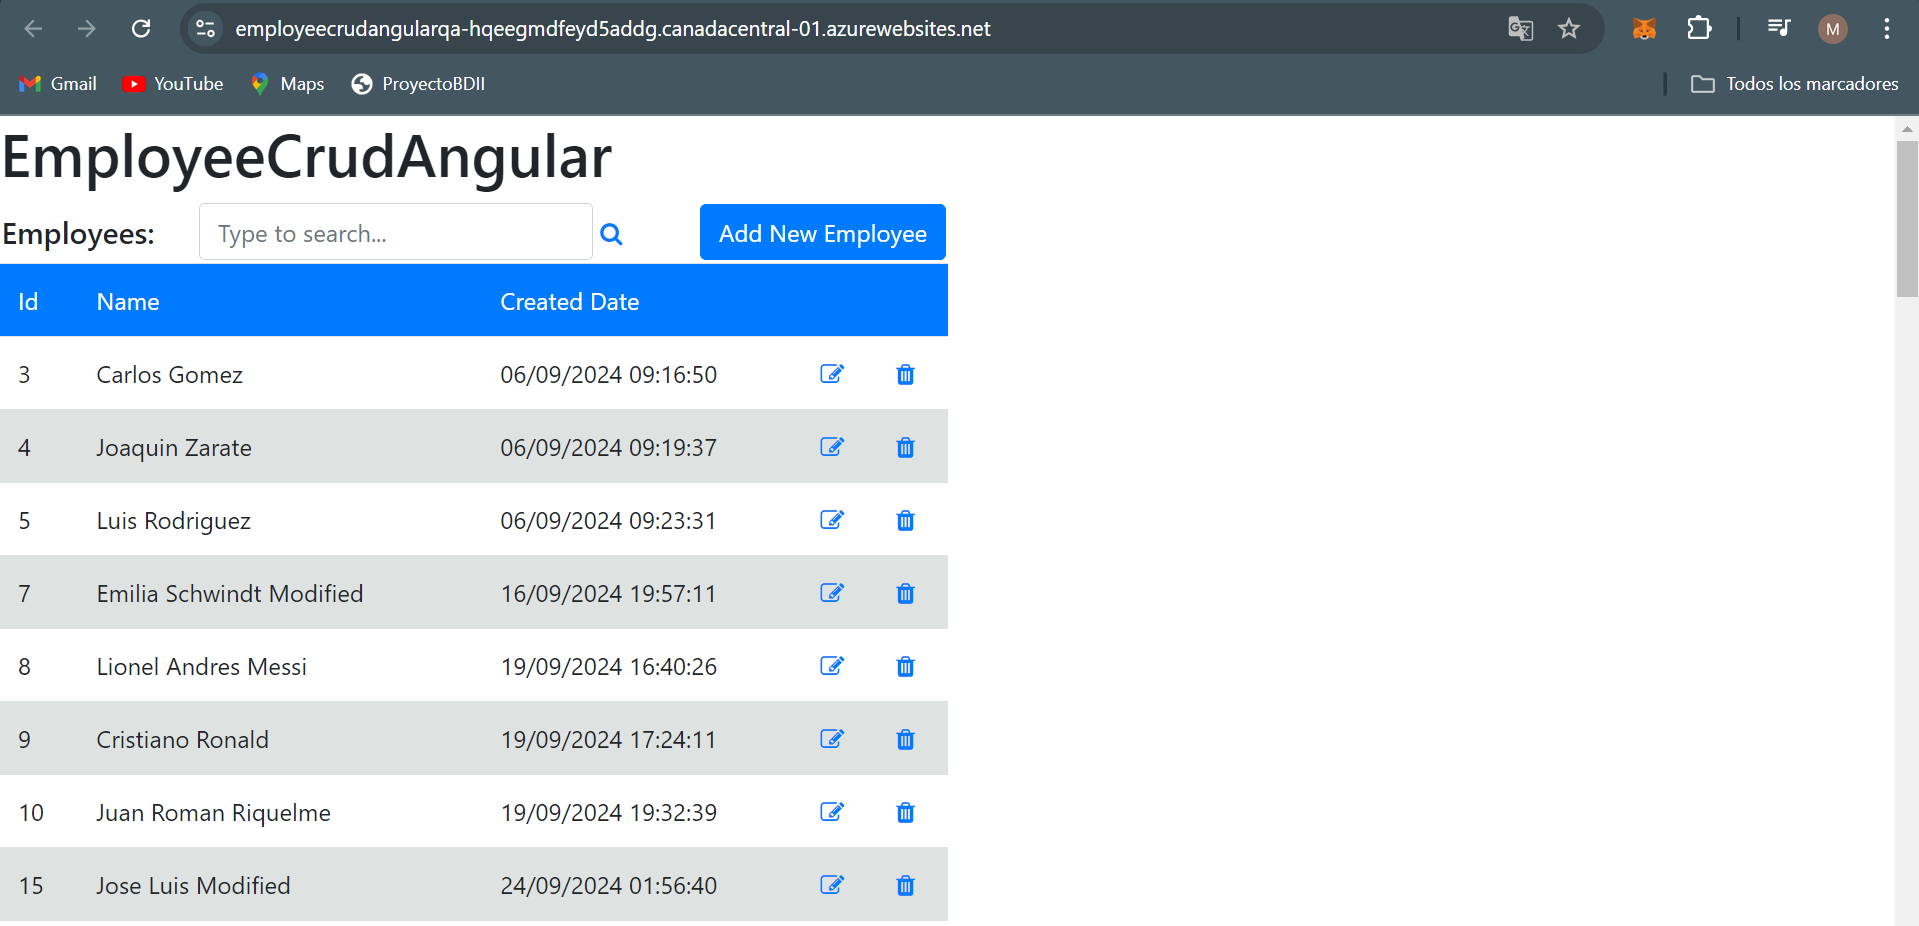 employeecrudangularqa-hqeegmdfeyd5addg.canadacentral-01.azurewebsites.net
M
Gmail YouTube Maps ProyectoBDII Todos los marcadores
EmployeeCrudAngular
Employees: Type to search... Add New Employee
Id Name Created Date
3 Carlos Gomez 06/09/2024 09:16:50
4 Joaquin Zarate 06/09/2024 09:19:37
5 Luis Rodriguez 06/09/2024 09:23:31
7 Emilia Schwindt Modified 16/09/2024 19:57:11
8 Lionel Andres Messi 19/09/2024 16:40:26
9 Cristiano Ronald 19/09/2024 17:24:11
10 Juan Roman Riquelme 19/09/2024 19:32:39
15 Jose Luis Modified 24/09/2024 01:56:40